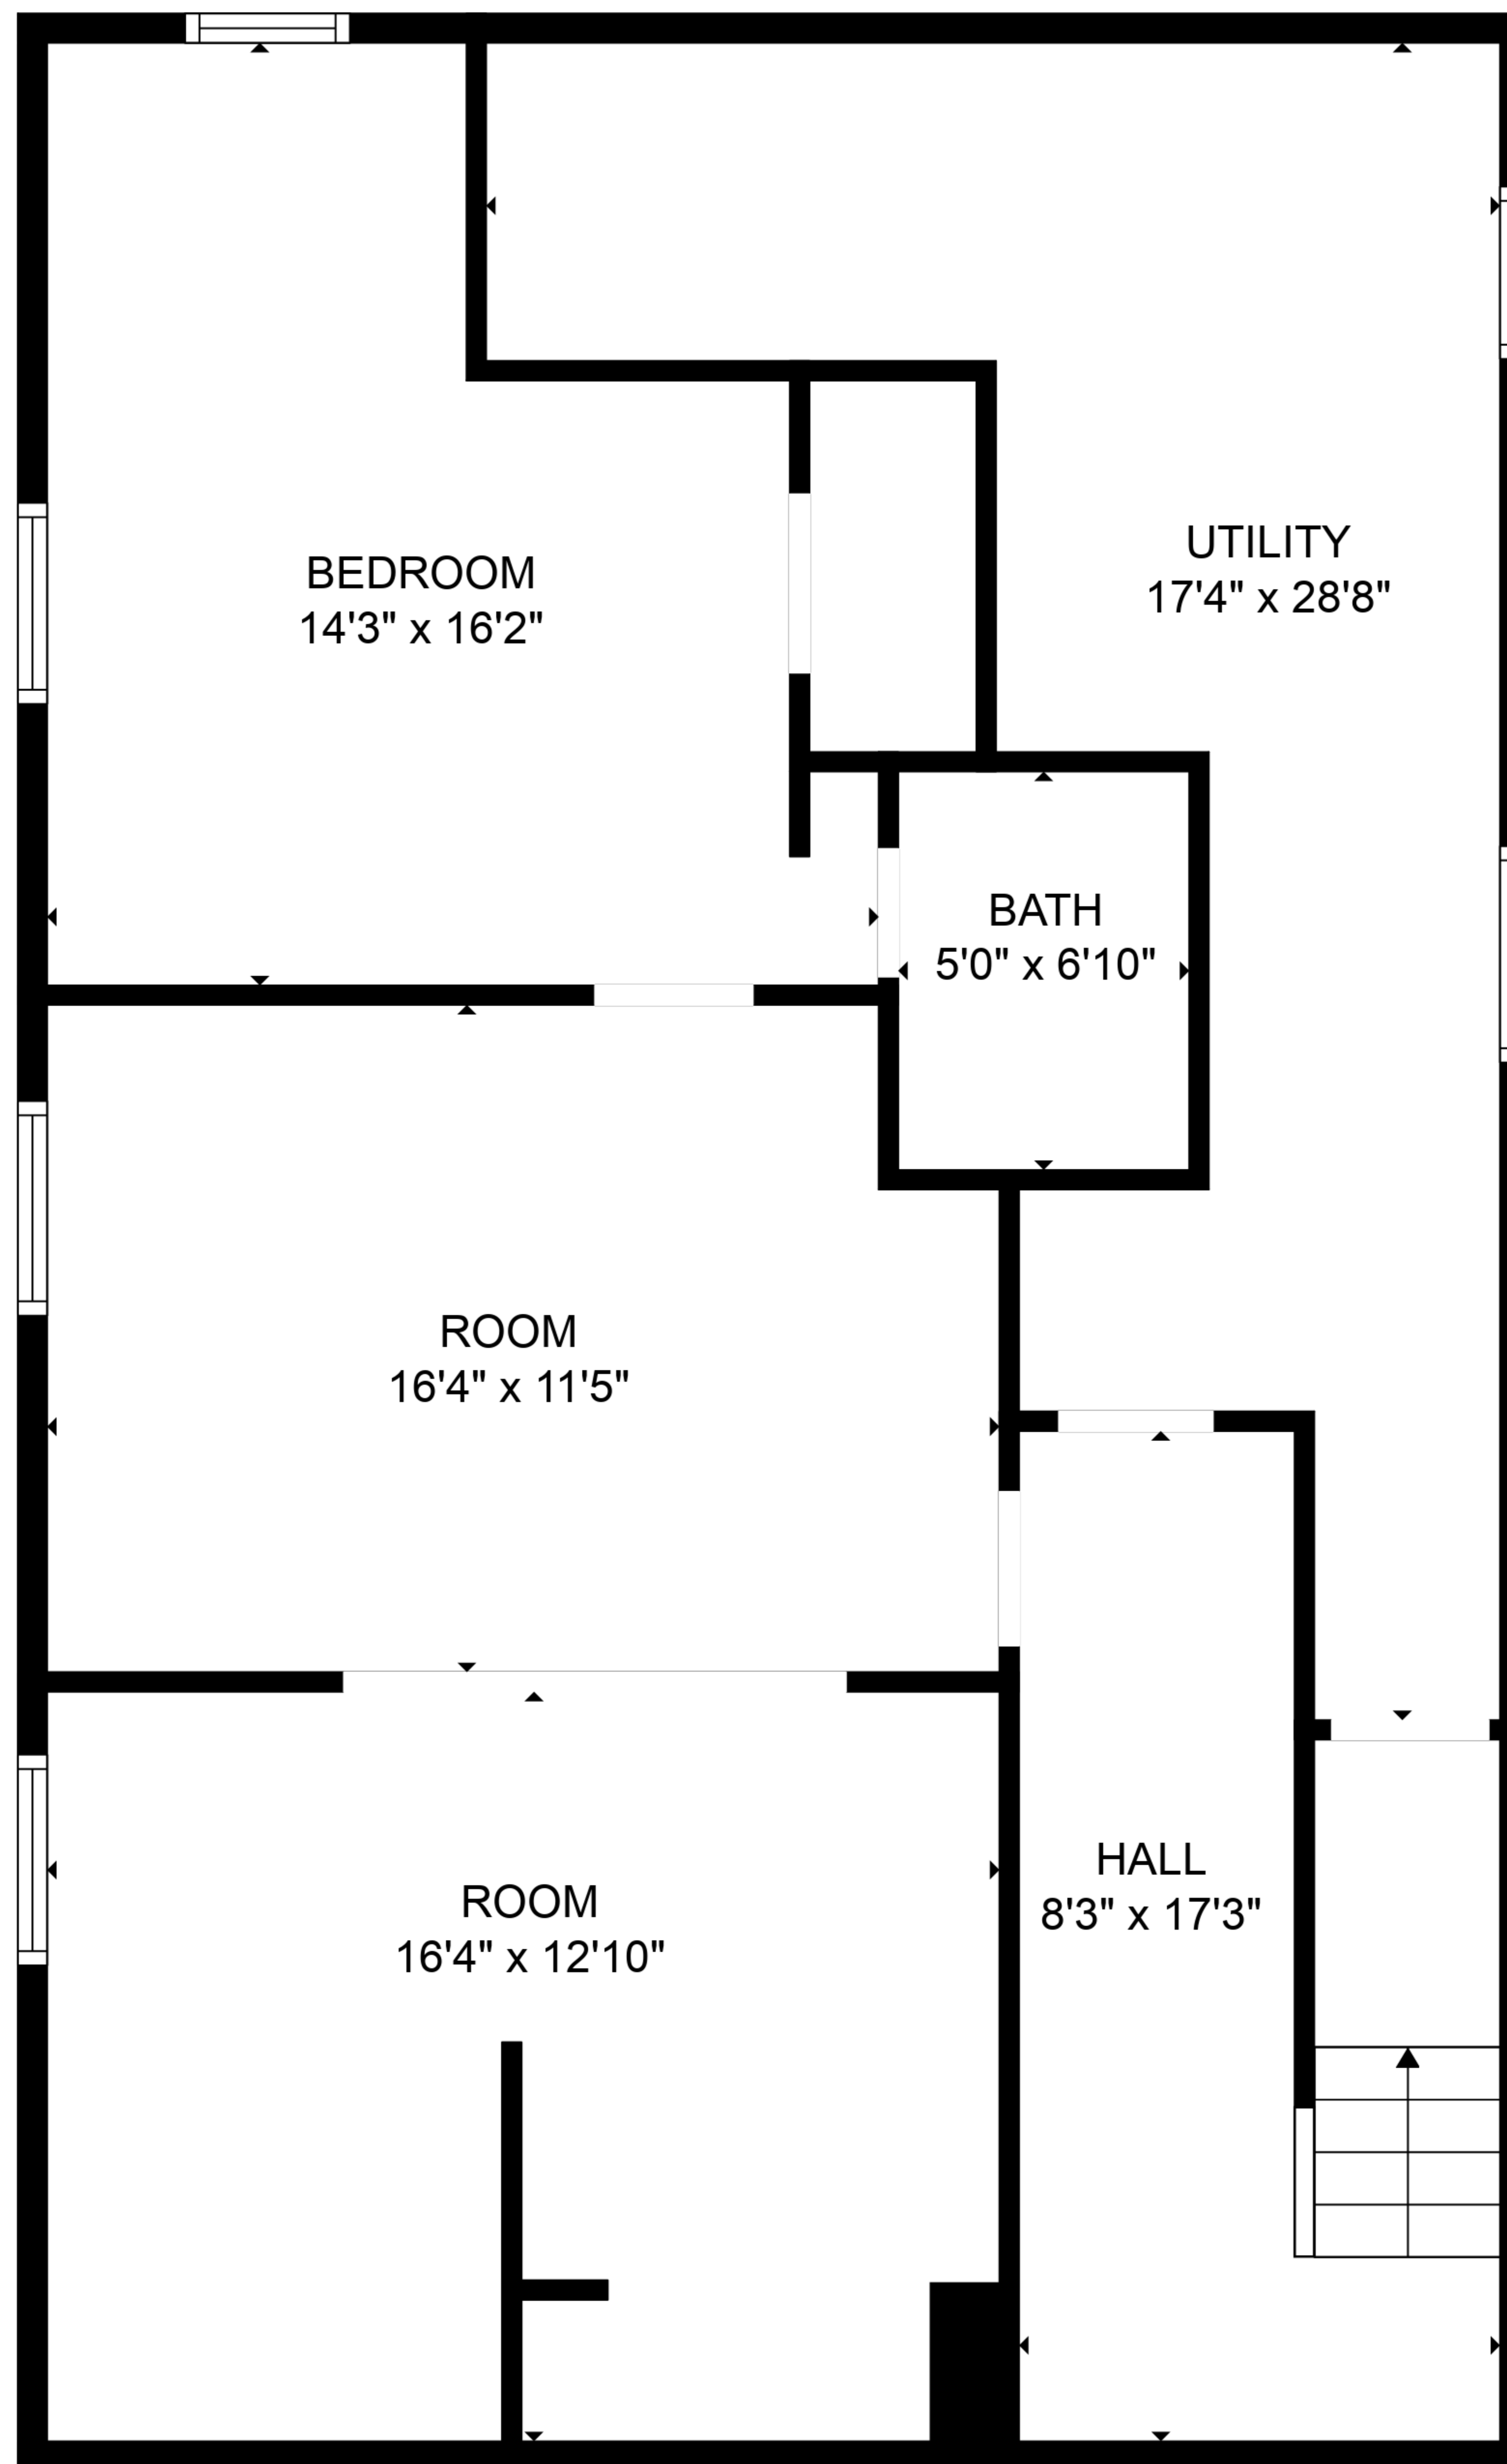 UTILITY
17'4" x 28'8"
BEDROOM
14'3" x 16'2"
BATH
5'0" x 6'10"
ROOM
16'4" x 11'5"
HALL
8'3" x 17'3"
ROOM
16'4" x 12'10"